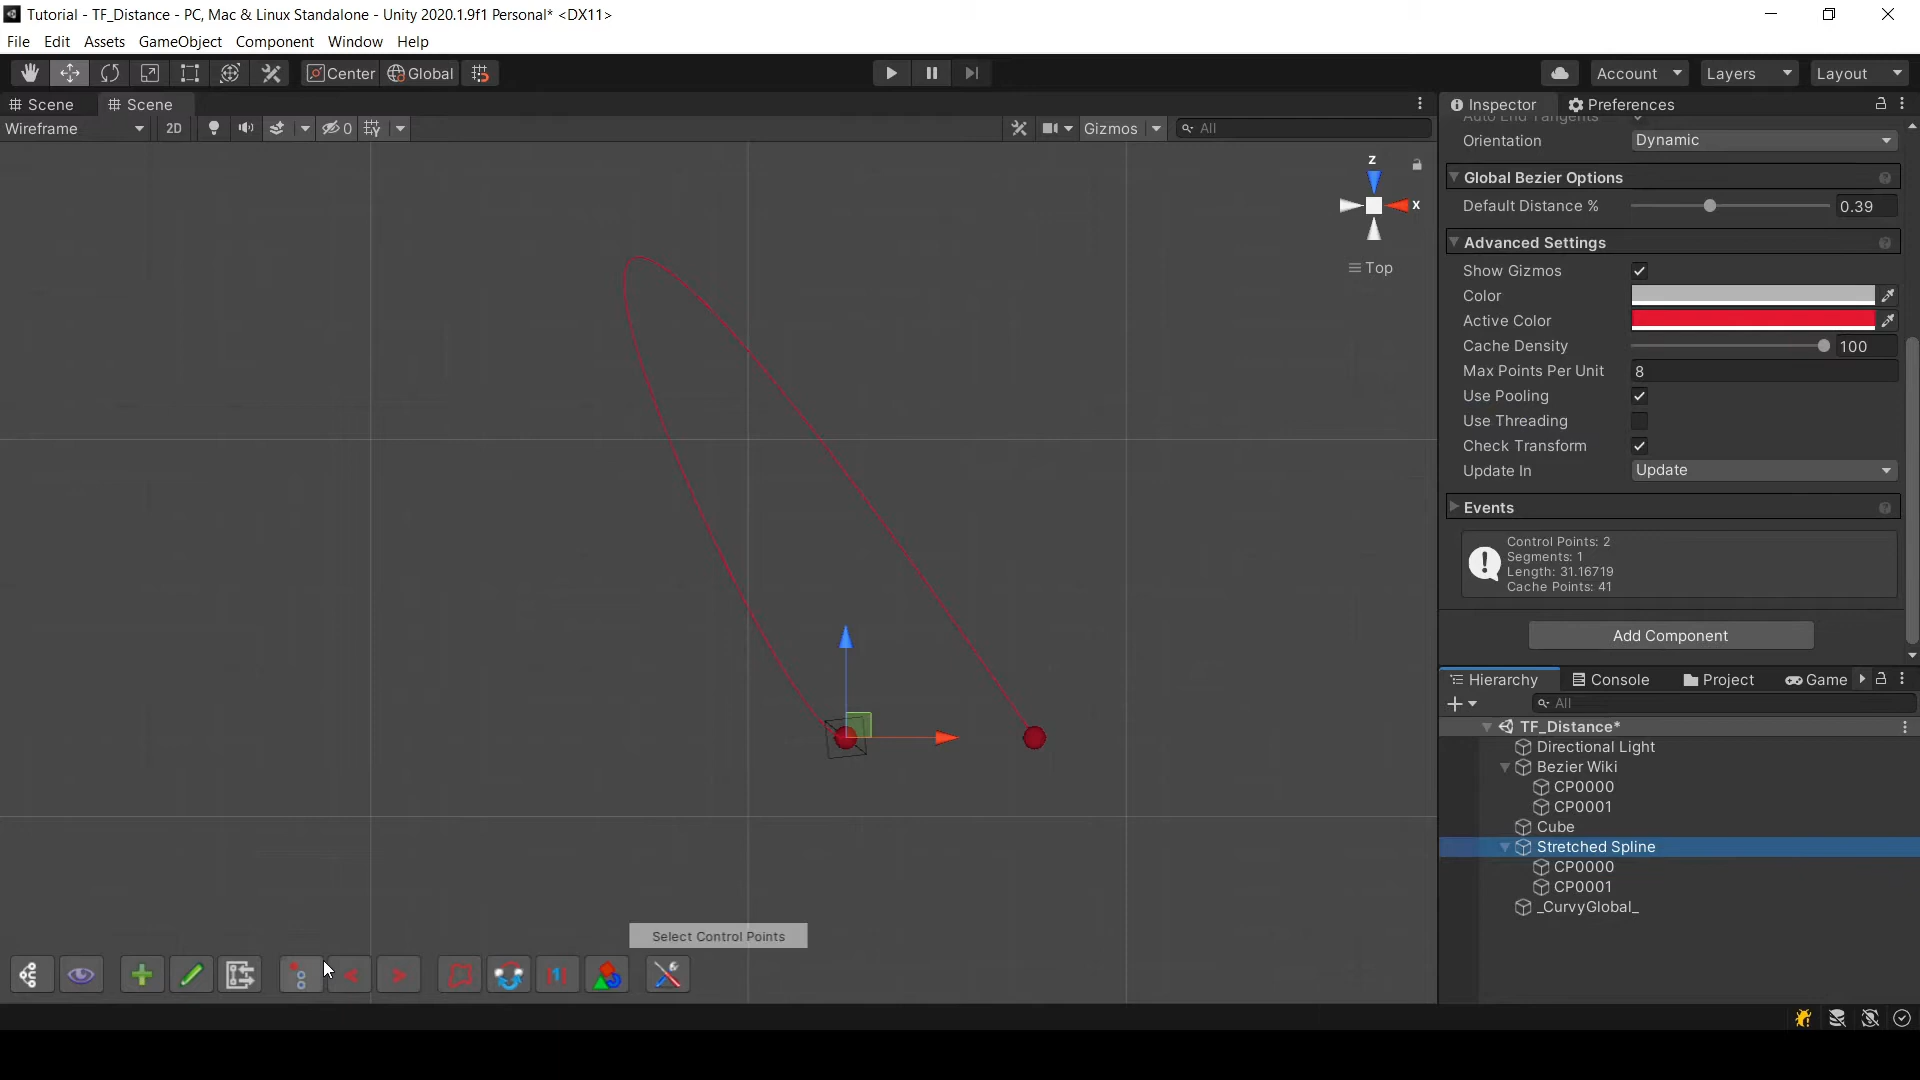 Tutorial - TF_Distance - PC, Mac & Linux Standalone - Unity 2020.1.9f1 Personal* <DX11>
File Edit Assets GameObject Component Window Help
Center Global Account Layers Layout
Scene Scene
Wireframe 2D 0 Gizmos All
z
x
Top
Select Control Points
Inspector Preferences
Auto End Tangents
Orientation Dynamic
Global Bezier Options
Default Distance % 0.39
Advanced Settings
Show Gizmos
Color
Active Color
Cache Density 100
Max Points Per Unit 8
Use Pooling
Use Threading
Check Transform
Update In Update
Events
Control Points: 2
Segments: 1
Length: 31.16719
Cache Points: 41
Add Component
Hierarchy Console Project Game
All
TF_Distance*
Directional Light
Bezier Wiki
CP0000
CP0001
Cube
Stretched Spline
CP0000
CP0001
_CurvyGlobal_